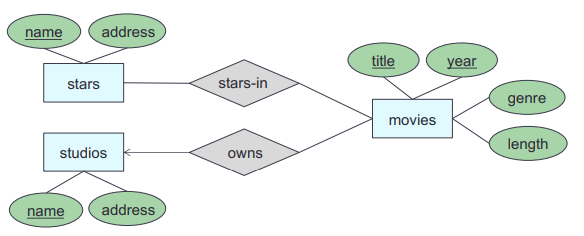 name
address
stars
stars-in
title
year
genre
movies
length
studios
owns
name
address